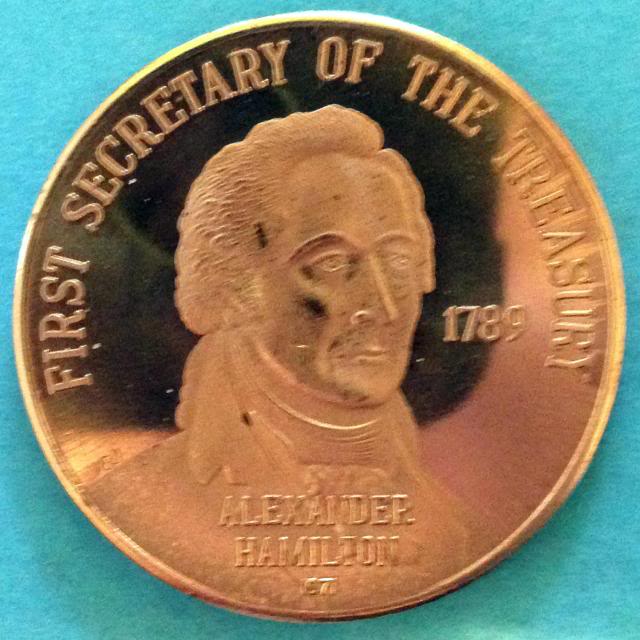 FIRST SECRETARY OF THE TREASURY
1789
ALEXANDER
HAMILTON